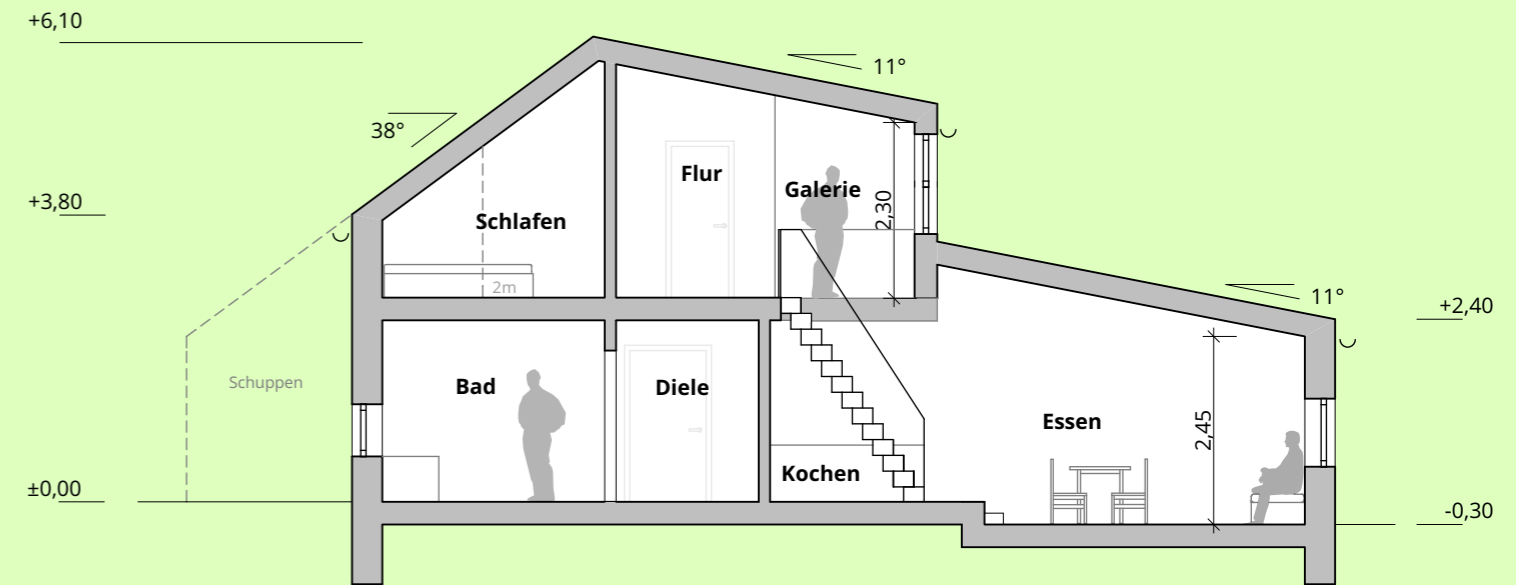 +6,10
11°
38°
Flur
Galerie
+3,80
2,30
Schlafen
2m
11°
+2,40
Schuppen
Bad
Diele
Essen
2,45
Kochen
±0,00
-0,30